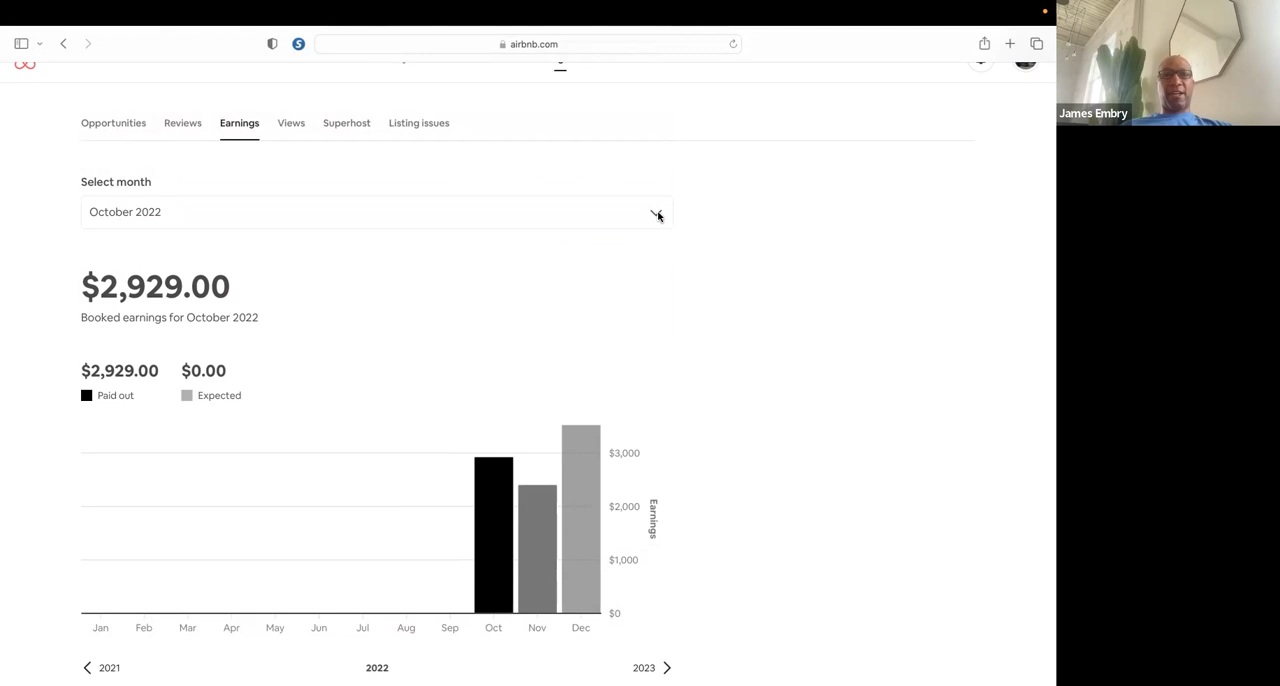 airbnb.com
James Embry
Opportunities Reviews Earnings Views Superhost Listing issues
Select month
October 2022
$2,929.00
Booked earnings for October 2022
$2,929.00 $0.00
Paid out Expected
$3,000
$2,000
$1,000
$0
Earnings
Jan Feb Mar Apr May Jun Jul Aug Sep Oct Nov Dec
2021 2022 2023